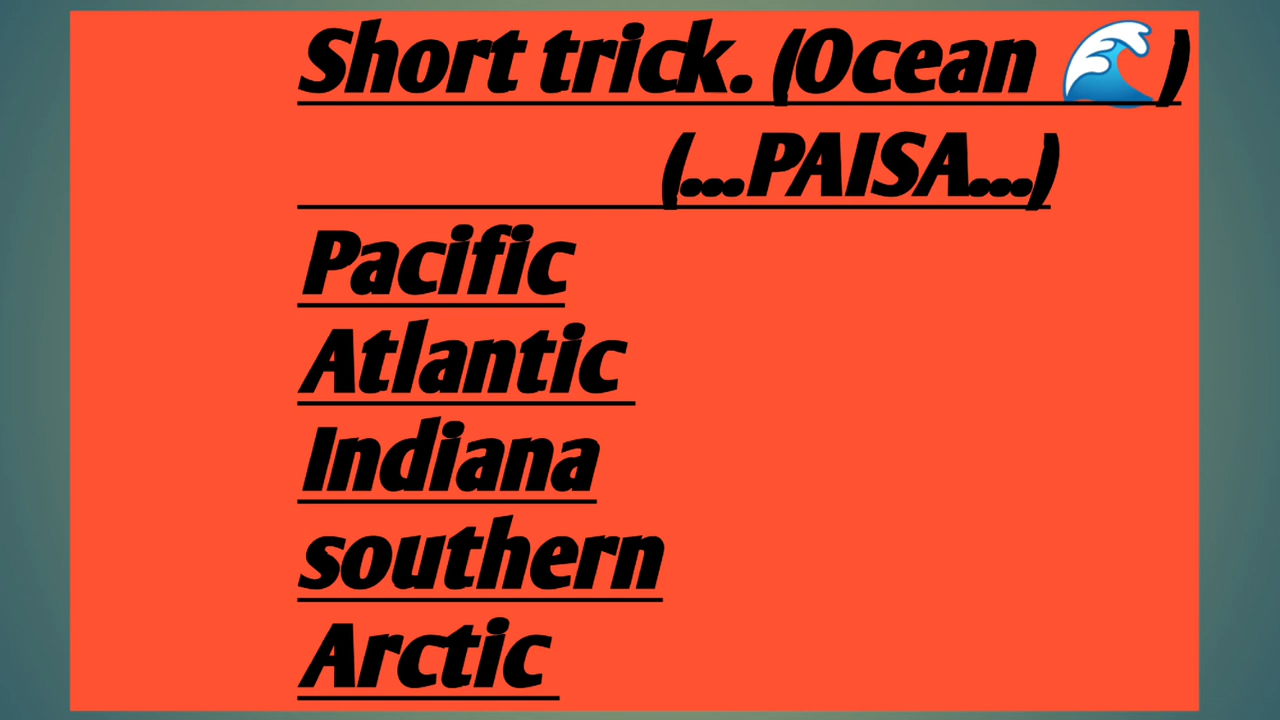 Short trick. (Ocean 🌊 )
(...PAISA...)
Pacific
Atlantic
Indiana
southern
Arctic